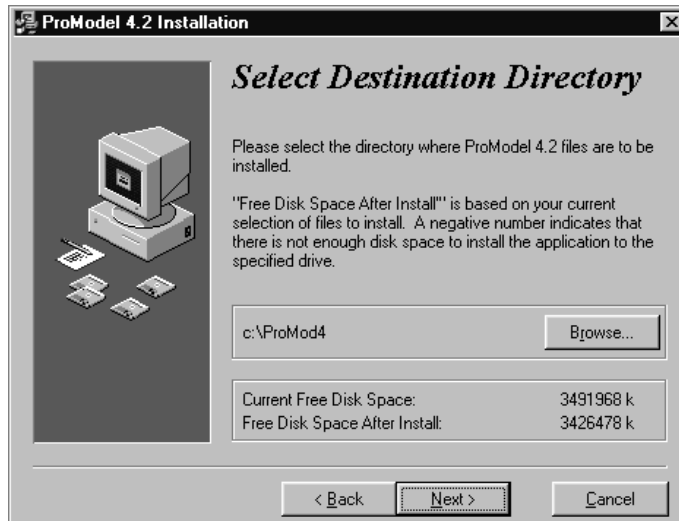 ProModel 4.2 Installation
Select Destination Directory
Please select the directory where ProModel 4.2 files are to be
installed.
"Free Disk Space After Install'" is based on your current
selection of files to install. A negative number indicates that
there is not enough disk space to install the application to the
specified drive.
c:\ProMod4 Browse...
Current Free Disk Space: 3491968 k
Free Disk Space After Install: 3426478 k
< Back Next > Cancel